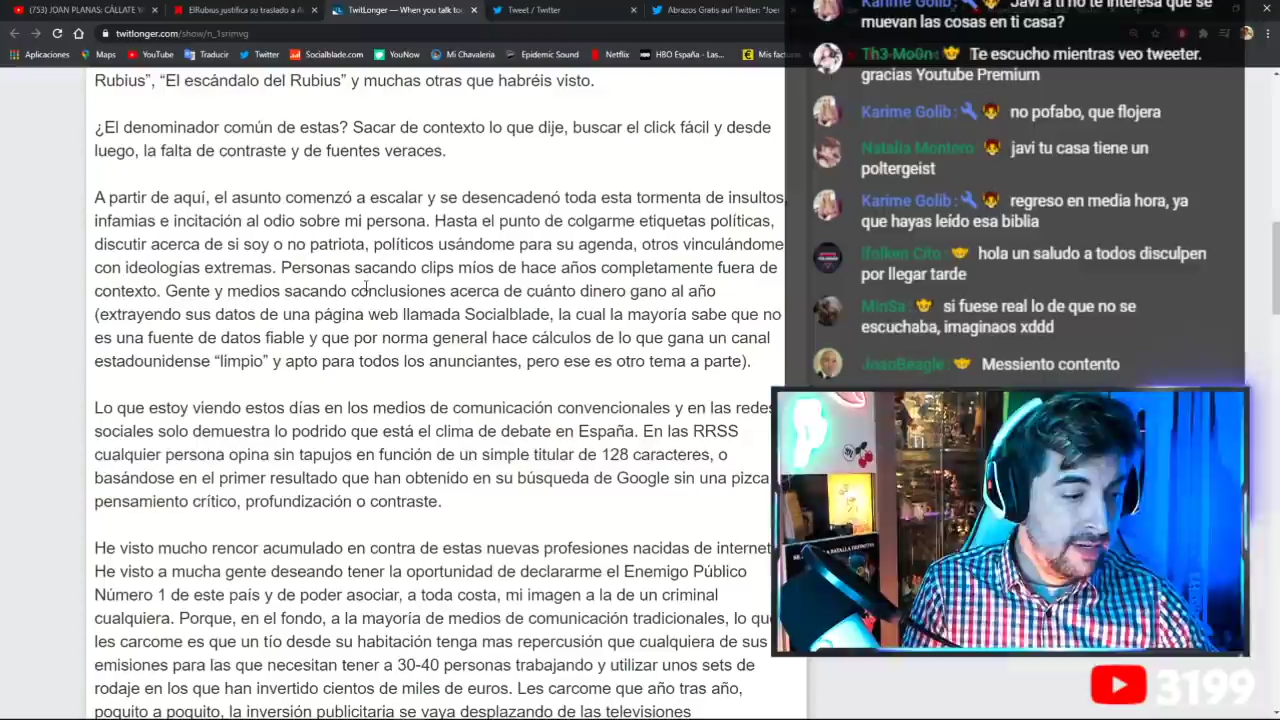 (753) JOAN PLANAS: CÁLLATE
ElRubius justifica su traslado a A
TwitLonger — When you talk to
Tweet / Twitter
Abrazos Gratis en Twitter: "Joer
twitlonger.com/show/n_1srimvg
Aplicaciones
Maps
YouTube
Traducir
Twitter
Socialblade.com
YouNow
Mi Chavalería
Epidemic Sound
Netflix
HBO España - Las...
Mis factur
Rubius", "El escándalo del Rubius" y muchas otras que habréis visto.
¿El denominador común de estas? Sacar de contexto lo que dije, buscar el click fácil y desde
luego, la falta de contraste y de fuentes veraces.
A partir de aquí, el asunto comenzó a escalar y se desencadenó toda esta tormenta de insultos,
infamias e incitación al odio sobre mi persona. Hasta el punto de colgarme etiquetas políticas,
discutir acerca de si soy o no patriota, políticos usándome para su agenda, otros vinculándome
con ideologías extremas. Personas sacando clips míos de hace años completamente fuera de
contexto. Gente y medios sacando conclusiones acerca de cuánto dinero gano al año
(extrayendo sus datos de una página web llamada Socialblade, la cual la mayoría sabe que no
es una fuente de datos fiable y que por norma general hace cálculos de lo que gana un canal
estadounidense "limpio" y apto para todos los anunciantes, pero ese es otro tema a parte).
Lo que estoy viendo estos días en los medios de comunicación convencionales y en las redes
sociales solo demuestra lo podrido que está el clima de debate en España. En las RRSS
cualquier persona opina sin tapujos en función de un simple titular de 128 caracteres, o
basándose en el primer resultado que han obtenido en su búsqueda de Google sin una pizca
pensamiento crítico, profundización o contraste.
He visto mucho rencor acumulado en contra de estas nuevas profesiones nacidas de internet
He visto a mucha gente deseando tener la oportunidad de declararme el Enemigo Público
Número 1 de este país y de poder asociar, a toda costa, mi imagen a la de un criminal
cualquiera. Porque, en el fondo, a la mayoría de medios de comunicación tradicionales, lo que
les carcome es que un tío desde su habitación tenga mas repercusión que cualquiera de sus
emisiones para las que necesitan tener a 30-40 personas trabajando y utilizar unos sets de
rodaje en los que han invertido cientos de miles de euros. Les carcome que año tras año,
poquito a poquito, la inversión publicitaria se vaya desplazando de las televisiones
Karime Golib: Javi a ti no te interesa que se
muevan las cosas en ti casa?
Th3-Mo0n: Te escucho mientras veo tweeter.
gracias Youtube Premium
Karime Golib: no pofabo, que flojera
Natalia Montero javi tu casa tiene un
poltergeist
Karime Golib: regreso en media hora, ya
que hayas leído esa biblia
Ifolken Cito: hola un saludo a todos disculpen
por llegar tarde
MinSa: si fuese real lo de que no se
escuchaba, imaginaos xddd
JoanBeagle: Messiento contento
3199